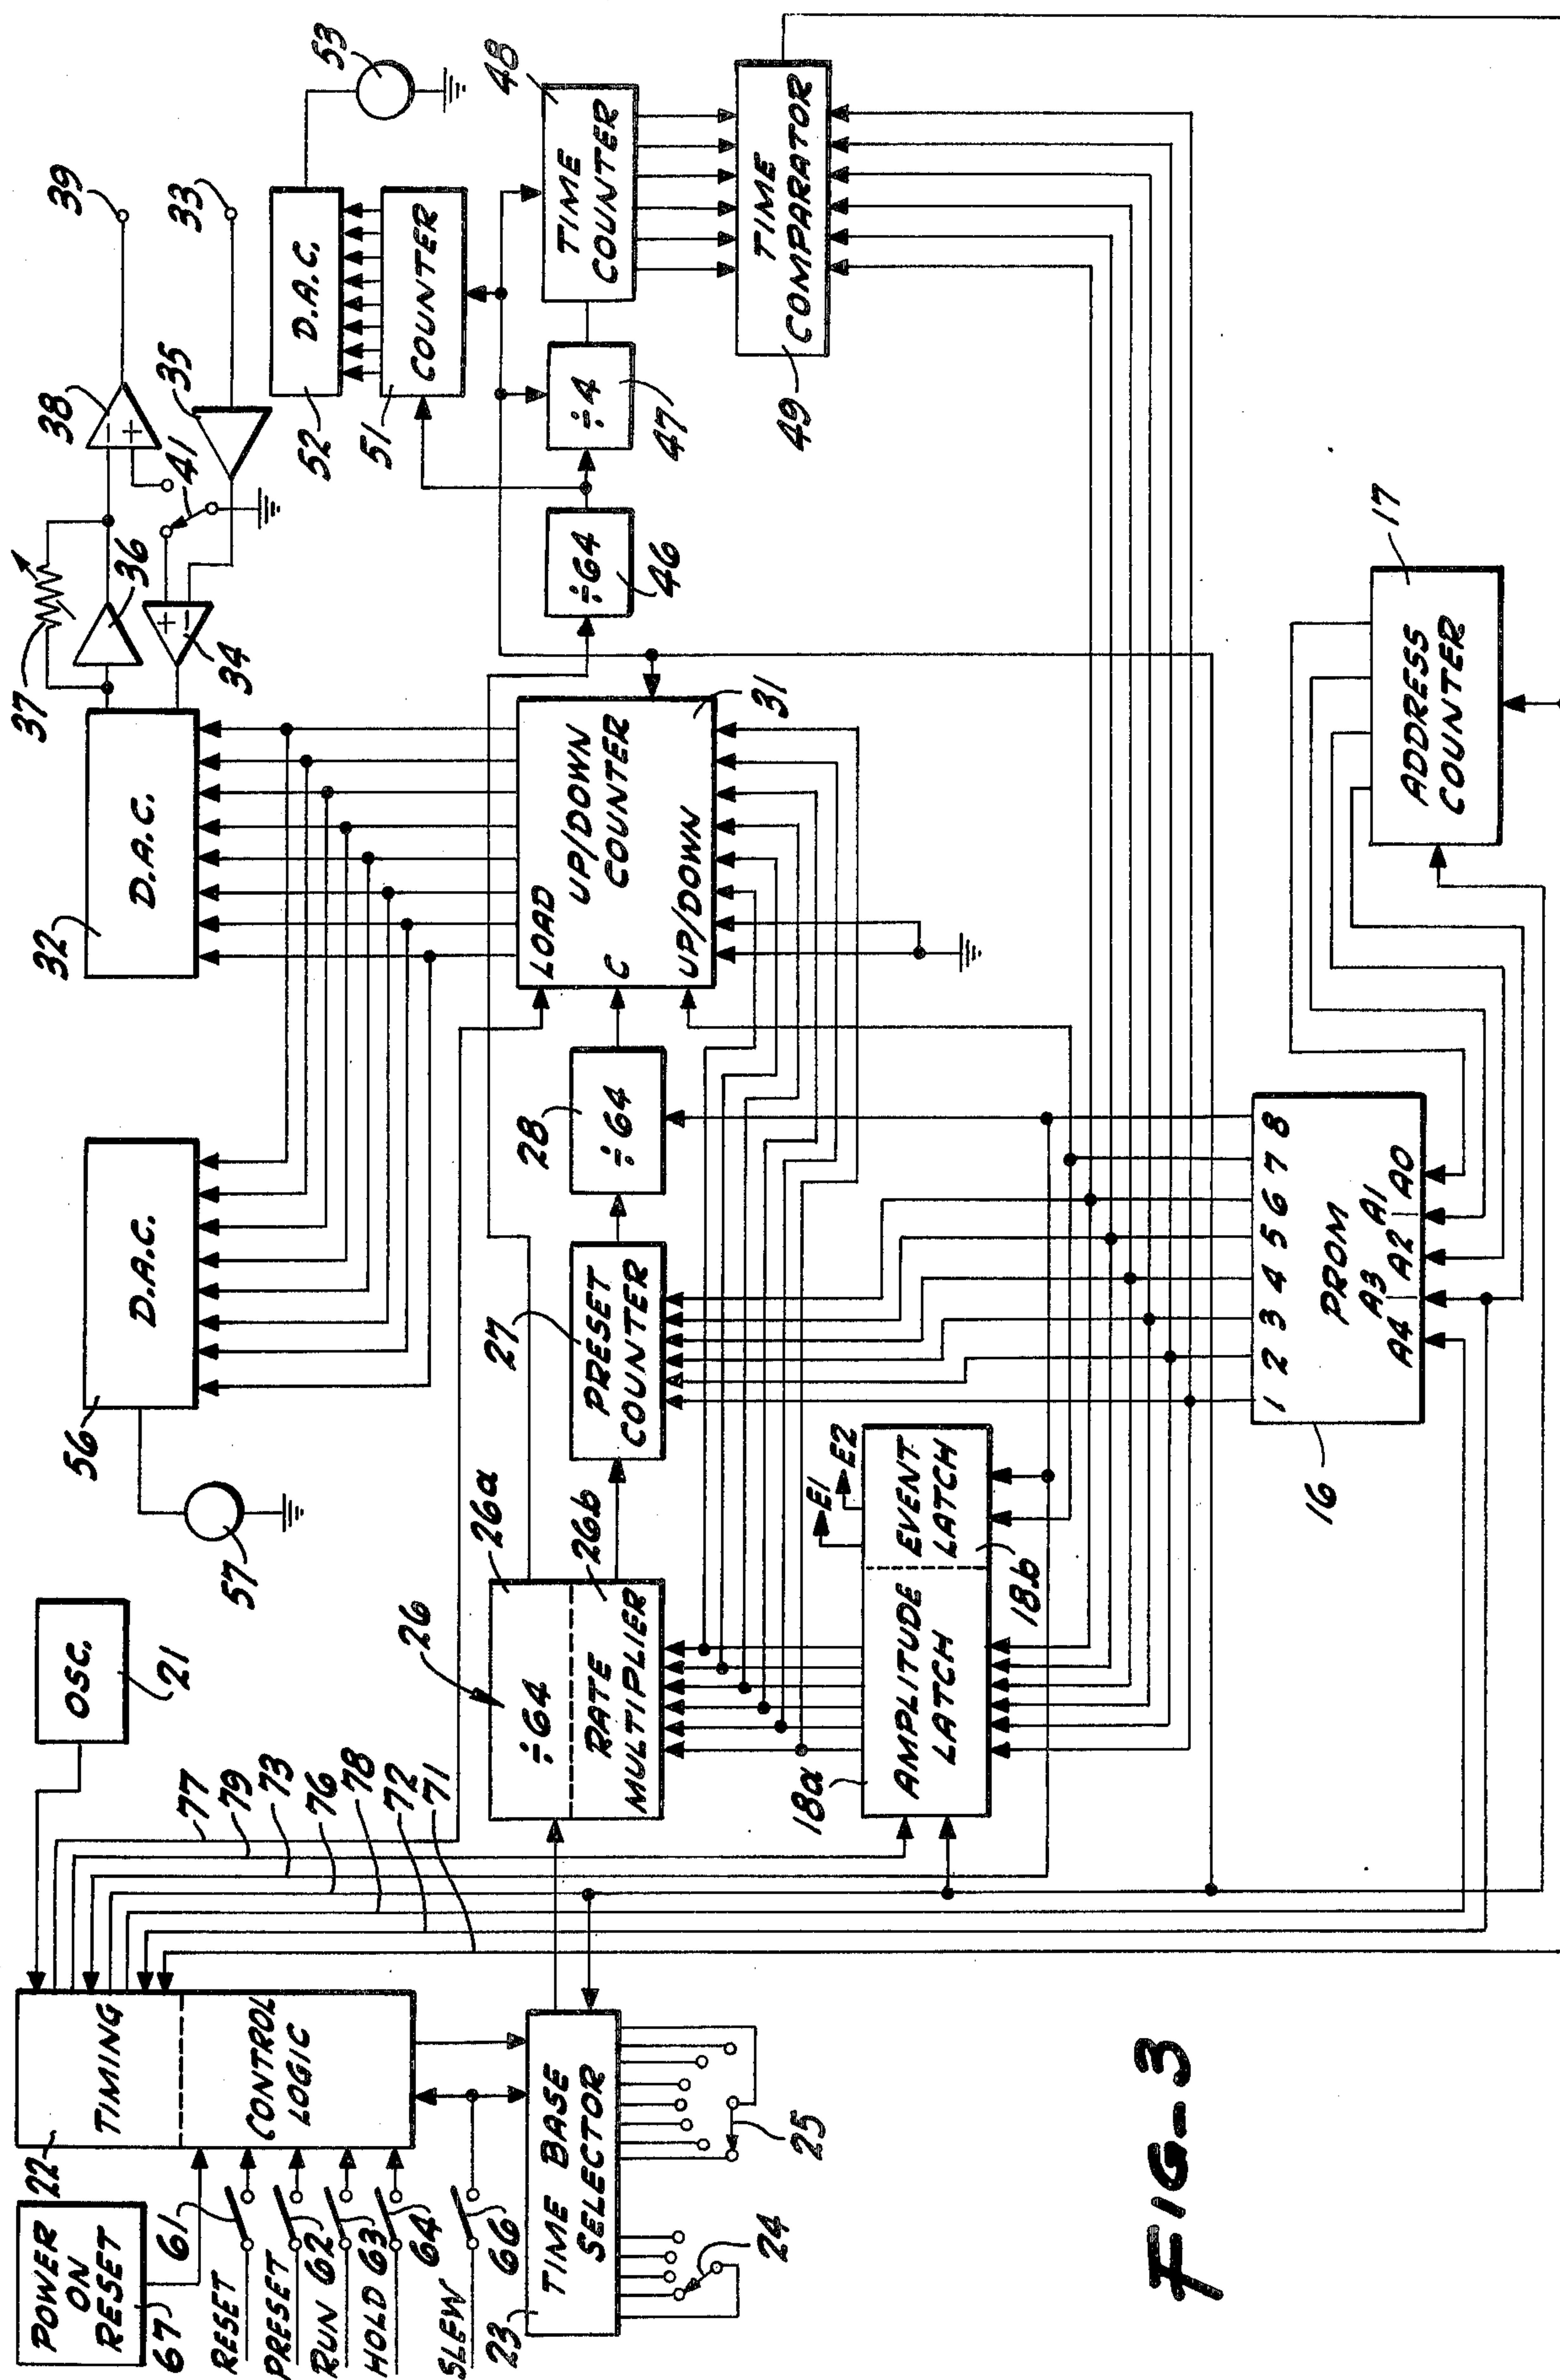 POWER
ON
RESET
67
22
TIMING
CONTROL
LOGIC
OSC.
21
61
RESET
PRESET
RUN 62
HOLD 63
64
SLEW
66
77
79
73
76
78
72
71
23
TIME BASE
SELECTOR
24
25
26
26a
26b
÷64
RATE
MULTIPLIER
27
PRESET
COUNTER
28
÷64
LOAD
UP/DOWN
COUNTER
C
UP/DOWN
31
56
D.A.C.
57
32
D.A.C.
37
36
34
38
41
35
39
33
53
52
D.A.C.
51
COUNTER
÷64
46
÷4
47
48
TIME
COUNTER
TIME
COMPARATOR
49
18a
AMPLITUDE
LATCH
EVENT
LATCH
18b
E1
E2
1 2 3 4 5 6 7 8
PROM
A4 A3 A2 A1 A0
16
17
ADDRESS
COUNTER
FIG-3